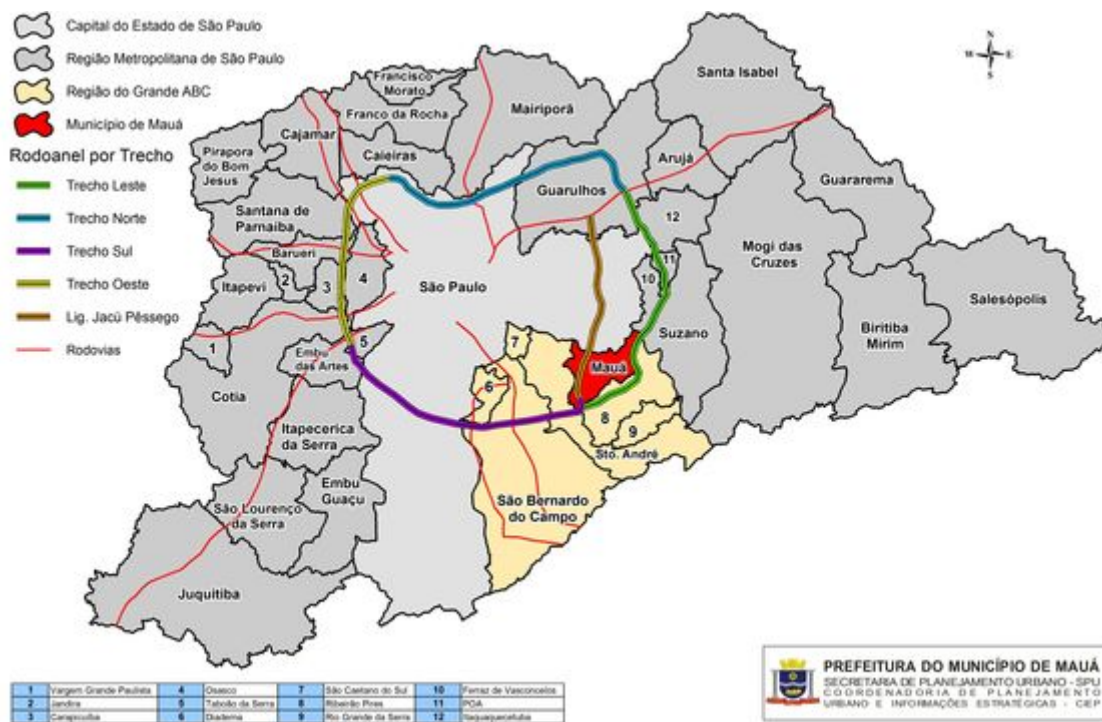 Capital do Estado de São Paulo
Região Metropolitana de São Paulo
Região do Grande ABC
Município de Mauá
Rodoanel por Trecho
Trecho Leste
Trecho Norte
Trecho Sul
Trecho Oeste
Lig. Jacú Pêssego
Rodovias
N
W
E
S
Santa Isabel
Francisco
Morato
Mairiporã
Franco da Rocha
Cajamar
Caieiras
Pirapora
do Bom
Jesus
Arujá
Guararema
Guarulhos
Santana de
Parnaíba
12
Mogi das
Cruzes
Barueri
11
10
Itapevi
2
3
4
São Paulo
Salesópolis
Suzano
Biritiba
Mirim
1
5
Embu
das Artes
7
Mauá
6
Cotia
8
9
Itapecerica
da Serra
Sto. André
Embu
Guaçu
São Bernardo
do Campo
São Lourenço
da Serra
Juquitiba
1 Vargem Grande Paulista 4 Osasco 7 São Caetano do Sul 10 Ferraz de Vasconcelos
2 Jandira 5 Taboão da Serra 8 Ribeirão Pires 11 POA
3 Carapicuíba 6 Diadema 9 Rio Grande da Serra 12 Itaquaquecetuba
PREFEITURA DO MUNICÍPIO DE MAUÁ
SECRETARIA DE PLANEJAMENTO URBANO - SPU
COORDENADORIA DE PLANEJAMENTO
URBANO E INFORMAÇÕES ESTRATÉGICAS - CIEP